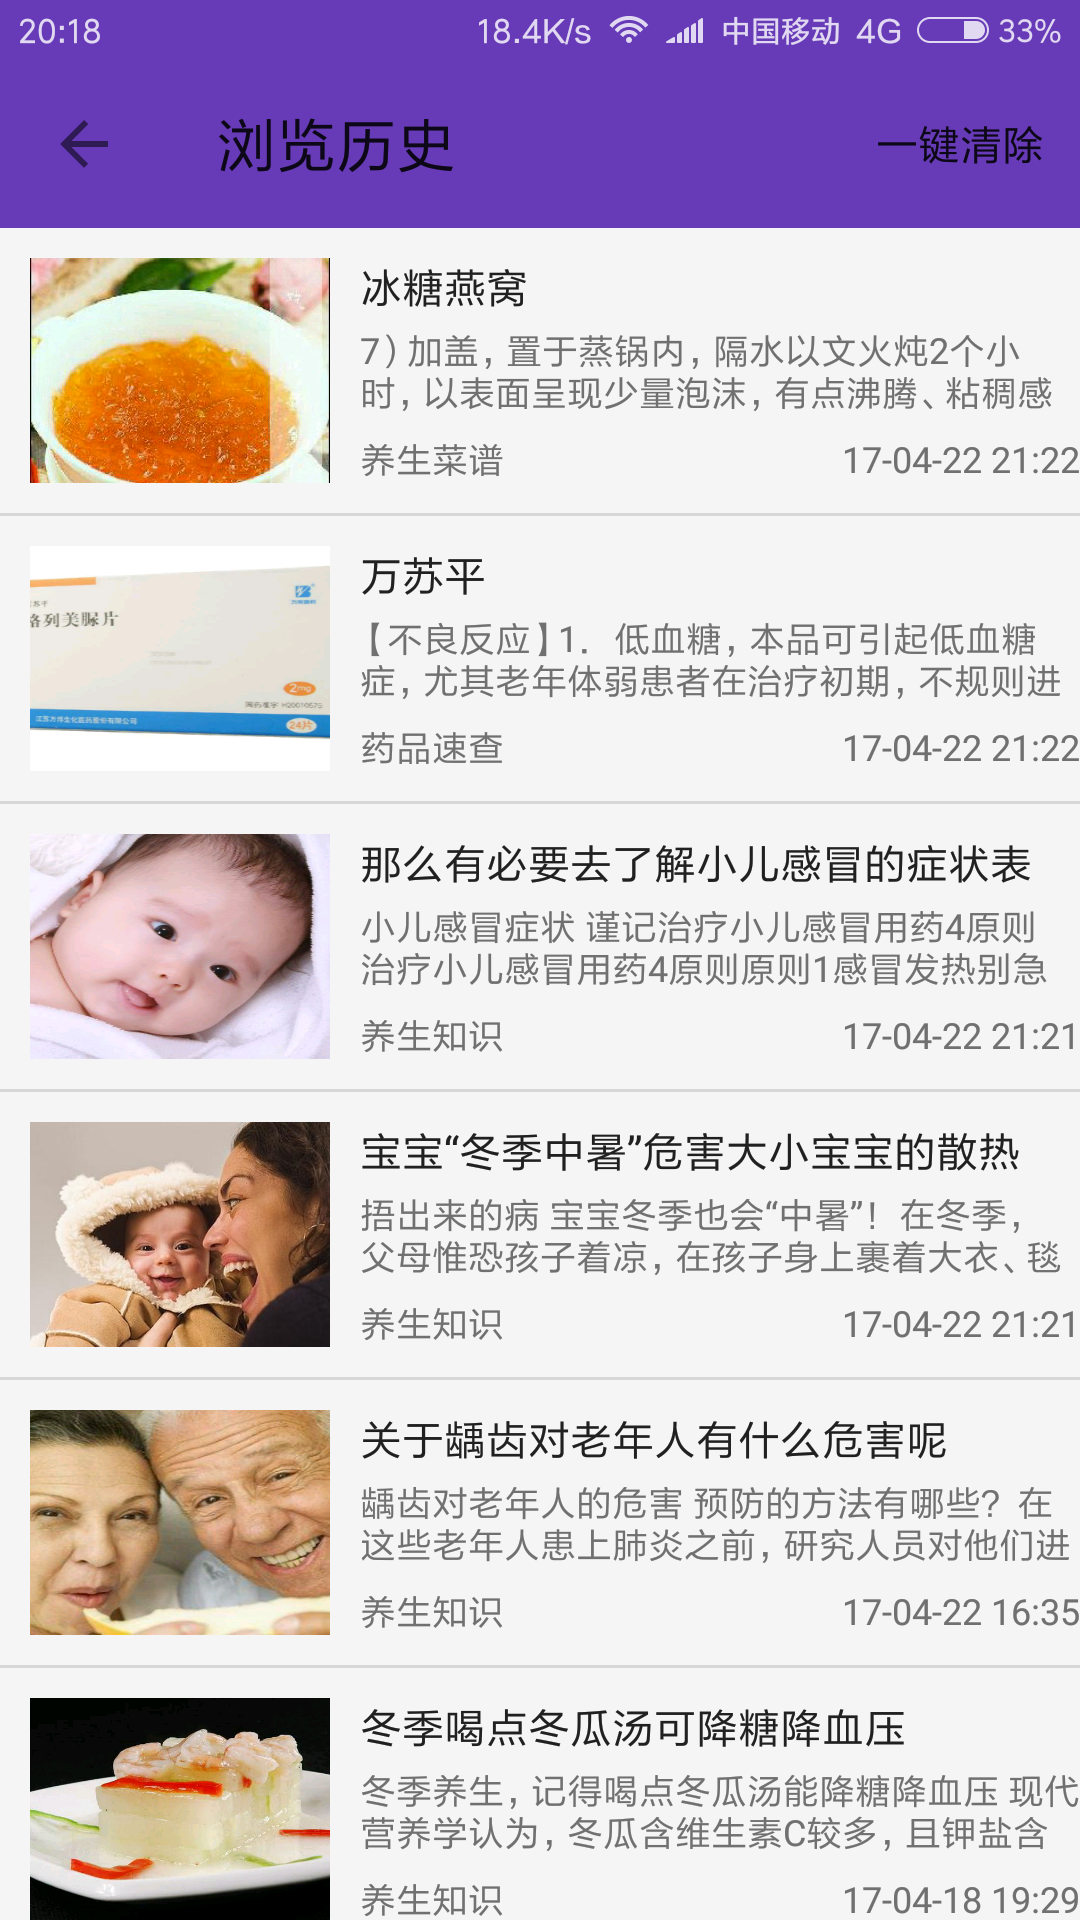 20:18 18.4K/s 中国移动 4G 33%
浏览历史 一键清除
冰糖燕窝
7）加盖，置于蒸锅内，隔水以文火炖2个小
时，以表面呈现少量泡沫，有点沸腾、粘稠感
养生菜谱 17-04-22 21:22
万苏平
【不良反应】1． 低血糖，本品可引起低血糖
症，尤其老年体弱患者在治疗初期，不规则进
药品速查 17-04-22 21:22
格列美脲片
2mg
24片
江苏万邦生化医药股份有限公司
那么有必要去了解小儿感冒的症状表
小儿感冒症状 谨记治疗小儿感冒用药4原则
治疗小儿感冒用药4原则原则1感冒发热别急
养生知识 17-04-22 21:21
宝宝“冬季中暑”危害大小宝宝的散热
捂出来的病 宝宝冬季也会“中暑”！在冬季，
父母惟恐孩子着凉，在孩子身上裹着大衣、毯
养生知识 17-04-22 21:21
关于龋齿对老年人有什么危害呢
龋齿对老年人的危害 预防的方法有哪些？在
这些老年人患上肺炎之前，研究人员对他们进
养生知识 17-04-22 16:35
冬季喝点冬瓜汤可降糖降血压
冬季养生，记得喝点冬瓜汤能降糖降血压 现代
营养学认为，冬瓜含维生素C较多，且钾盐含
养生知识 17-04-18 19:29